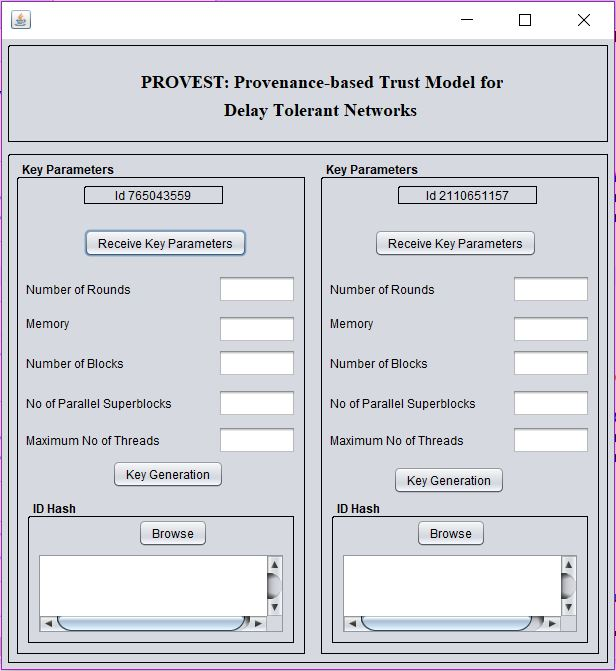 PROVEST: Provenance-based Trust Model for
Delay Tolerant Networks
Key Parameters
Id 765043559
Receive Key Parameters
Number of Rounds
Memory
Number of Blocks
No of Parallel Superblocks
Maximum No of Threads
Key Generation
ID Hash
Browse
Key Parameters
Id 2110651157
Receive Key Parameters
Number of Rounds
Memory
Number of Blocks
No of Parallel Superblocks
Maximum No of Threads
Key Generation
ID Hash
Browse